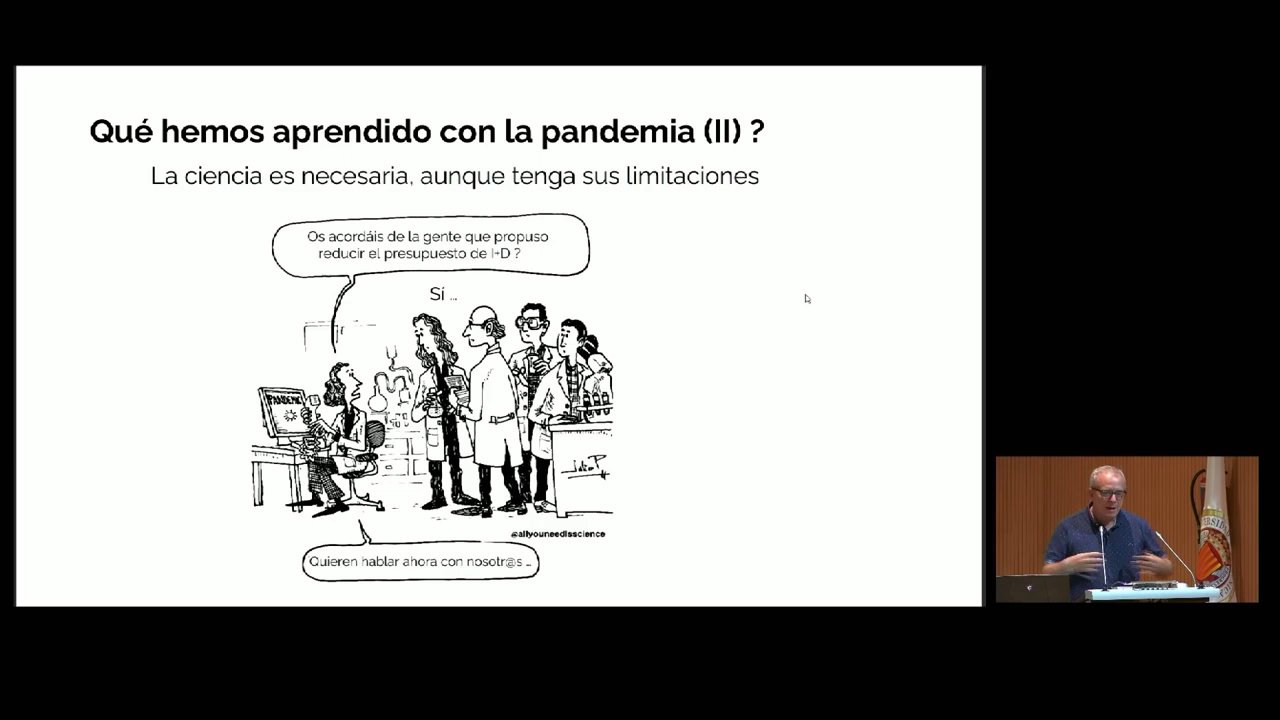 Qué hemos aprendido con la pandemia (II) ?
La ciencia es necesaria, aunque tenga sus limitaciones
Os acordáis de la gente que propuso
reducir el presupuesto de I+D ?
Sí ...
PANDEMIC
@allyouneedisscience
Quieren hablar ahora con nosotr@s ...